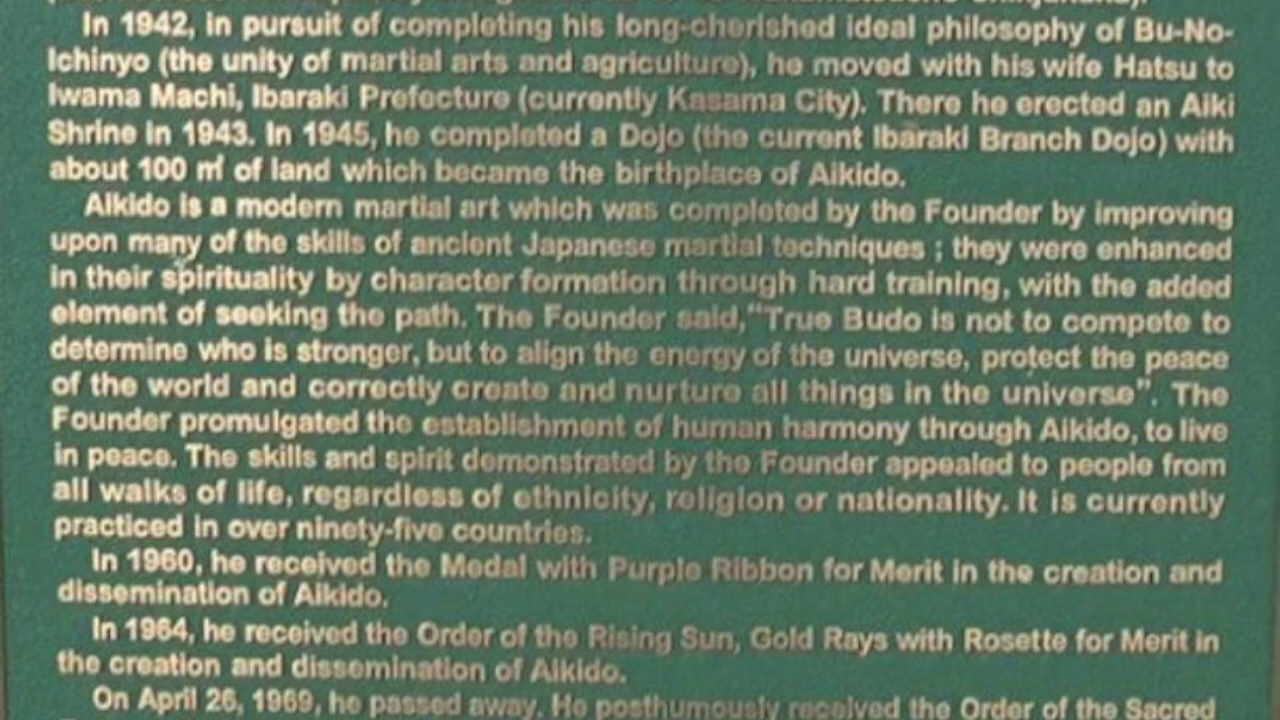 In 1942, in pursuit of completing his long-cherished ideal philosophy of Bu-No-
Ichinyo (the unity of martial arts and agriculture), he moved with his wife Hatsu to
Iwama Machi, Ibaraki Prefecture (currently Kasama City). There he erected an Aiki
Shrine in 1943. In 1945, he completed a Dojo (the current Ibaraki Branch Dojo) with
about 100 ㎡ of land which became the birthplace of Aikido.
Aikido is a modern martial art which was completed by the Founder by improving
upon many of the skills of ancient Japanese martial techniques ; they were enhanced
in their spirituality by character formation through hard training, with the added
element of seeking the path. The Founder said,"True Budo is not to compete to
determine who is stronger, but to align the energy of the universe, protect the peace
of the world and correctly create and nurture all things in the universe". The
Founder promulgated the establishment of human harmony through Aikido, to live
in peace. The skills and spirit demonstrated by the Founder appealed to people from
all walks of life, regardless of ethnicity, religion or nationality. It is currently
practiced in over ninety-five countries.
In 1960, he received the Medal with Purple Ribbon for Merit in the creation and
dissemination of Aikido.
In 1964, he received the Order of the Rising Sun, Gold Rays with Rosette for Merit in
the creation and dissemination of Aikido.
On April 26, 1969, he passed away. He posthumously received the Order of the Sacred